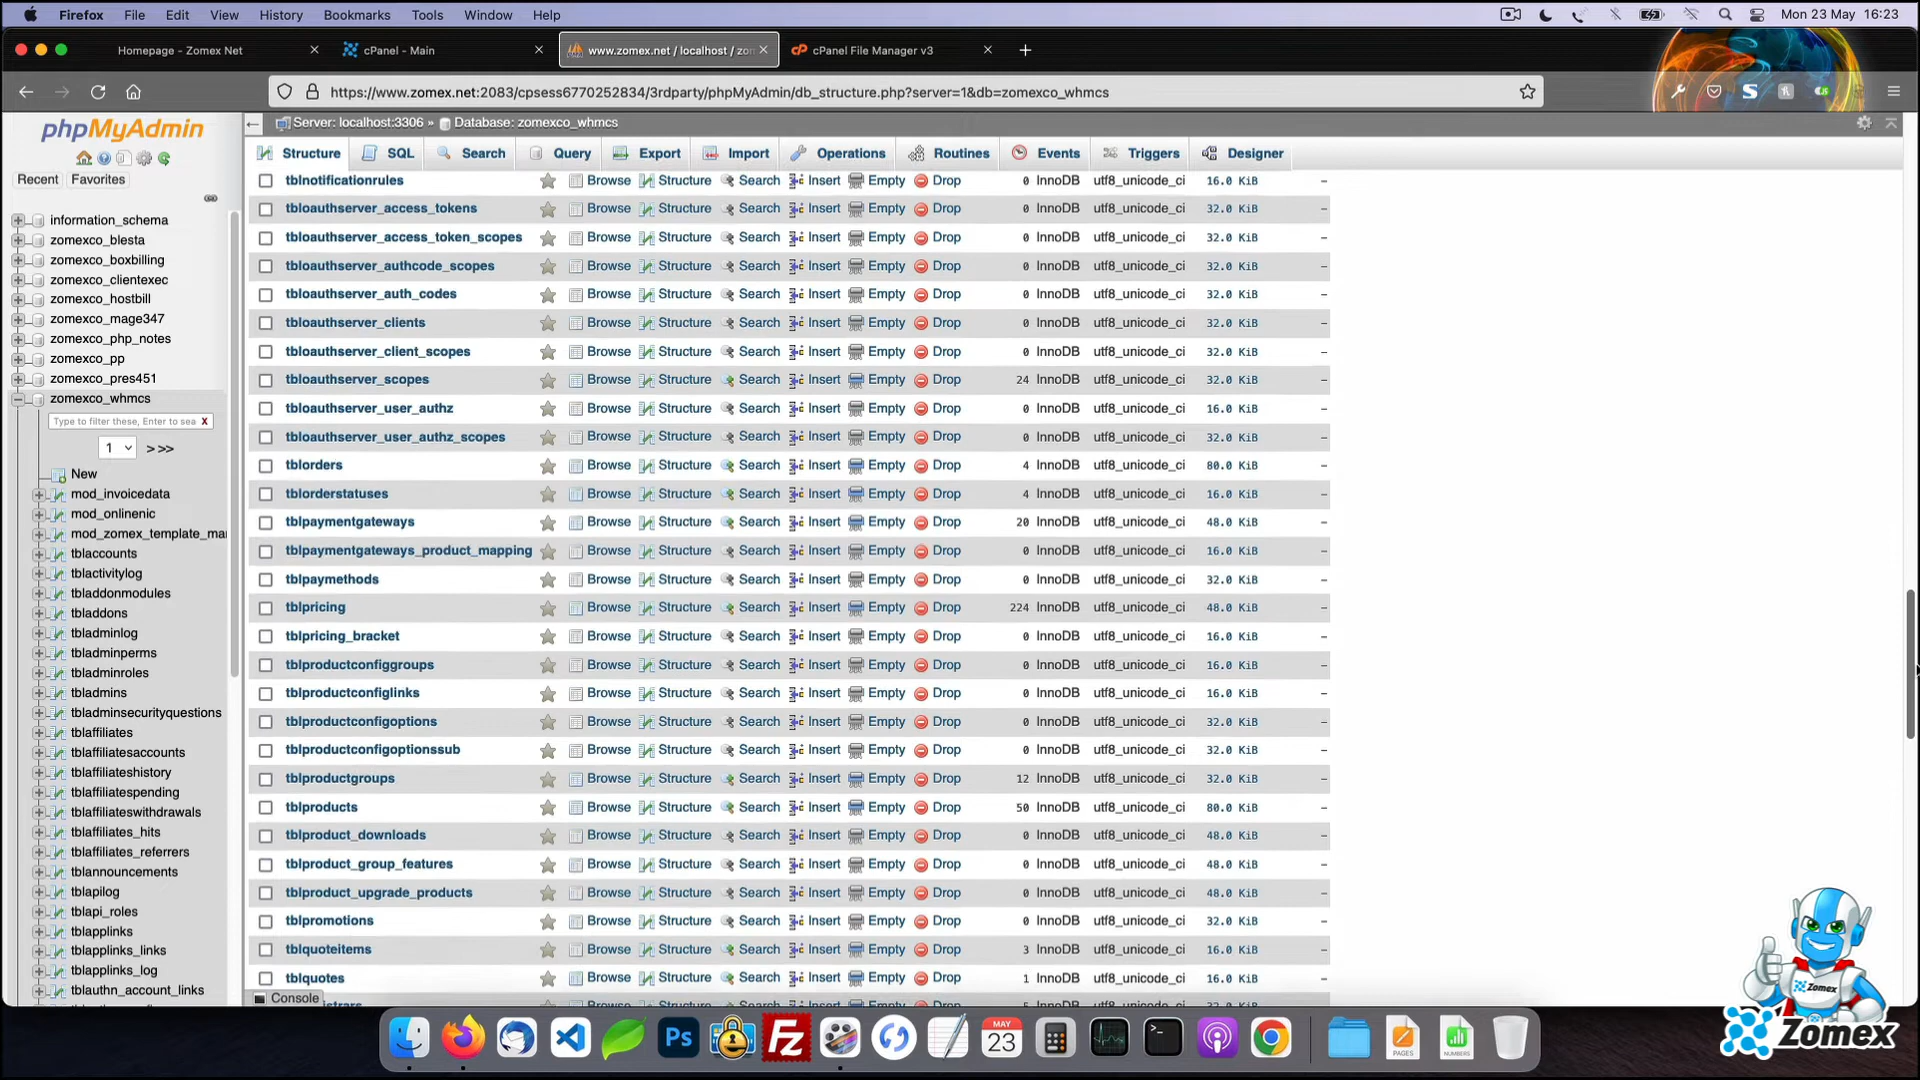 Firefox File Edit View History Bookmarks Tools Window Help Mon 23 May 16:23
Homepage - Zomex Net cPanel - Main www.zomex.net / localhost / zom cPanel File Manager v3
https://www.zomex.net:2083/cpsess6770252834/3rdparty/phpMyAdmin/db_structure.php?server=1&db=zomexco_whmcs
phpMyAdmin
Recent Favorites
information_schema
zomexco_blesta
zomexco_boxbilling
zomexco_clientexec
zomexco_hostbill
zomexco_mage347
zomexco_php_notes
zomexco_pp
zomexco_pres451
zomexco_whmcs
Type to filter these, Enter to sea X
1 > >>
New
mod_invoicedata
mod_onlinenic
mod_zomex_template_mar
tblaccounts
tblactivitylog
tbladdonmodules
tbladdons
tbladminlog
tbladminperms
tbladminroles
tbladmins
tbladminsecurityquestions
tblaffiliates
tblaffiliatesaccounts
tblaffiliateshistory
tblaffiliatespending
tblaffiliateswithdrawals
tblaffiliates_hits
tblaffiliates_referrers
tblannouncements
tblapilog
tblapi_roles
tblapplinks
tblapplinks_links
tblapplinks_log
tblauthn_account_links
Server: localhost:3306 » Database: zomexco_whmcs
Structure SQL Search Query Export Import Operations Routines Events Triggers Designer
tblnotificationrules Browse Structure Search Insert Empty Drop 0 InnoDB utf8_unicode_ci 16.0 KiB –
tbloauthserver_access_tokens Browse Structure Search Insert Empty Drop 0 InnoDB utf8_unicode_ci 32.0 KiB –
tbloauthserver_access_token_scopes Browse Structure Search Insert Empty Drop 0 InnoDB utf8_unicode_ci 32.0 KiB –
tbloauthserver_authcode_scopes Browse Structure Search Insert Empty Drop 0 InnoDB utf8_unicode_ci 32.0 KiB –
tbloauthserver_auth_codes Browse Structure Search Insert Empty Drop 0 InnoDB utf8_unicode_ci 32.0 KiB –
tbloauthserver_clients Browse Structure Search Insert Empty Drop 0 InnoDB utf8_unicode_ci 32.0 KiB –
tbloauthserver_client_scopes Browse Structure Search Insert Empty Drop 0 InnoDB utf8_unicode_ci 32.0 KiB –
tbloauthserver_scopes Browse Structure Search Insert Empty Drop 24 InnoDB utf8_unicode_ci 32.0 KiB –
tbloauthserver_user_authz Browse Structure Search Insert Empty Drop 0 InnoDB utf8_unicode_ci 16.0 KiB –
tbloauthserver_user_authz_scopes Browse Structure Search Insert Empty Drop 0 InnoDB utf8_unicode_ci 32.0 KiB –
tblorders Browse Structure Search Insert Empty Drop 4 InnoDB utf8_unicode_ci 80.0 KiB –
tblorderstatuses Browse Structure Search Insert Empty Drop 4 InnoDB utf8_unicode_ci 16.0 KiB –
tblpaymentgateways Browse Structure Search Insert Empty Drop 20 InnoDB utf8_unicode_ci 48.0 KiB –
tblpaymentgateways_product_mapping Browse Structure Search Insert Empty Drop 0 InnoDB utf8_unicode_ci 16.0 KiB –
tblpaymethods Browse Structure Search Insert Empty Drop 0 InnoDB utf8_unicode_ci 32.0 KiB –
tblpricing Browse Structure Search Insert Empty Drop 224 InnoDB utf8_unicode_ci 48.0 KiB –
tblpricing_bracket Browse Structure Search Insert Empty Drop 0 InnoDB utf8_unicode_ci 16.0 KiB –
tblproductconfiggroups Browse Structure Search Insert Empty Drop 0 InnoDB utf8_unicode_ci 16.0 KiB –
tblproductconfiglinks Browse Structure Search Insert Empty Drop 0 InnoDB utf8_unicode_ci 16.0 KiB –
tblproductconfigoptions Browse Structure Search Insert Empty Drop 0 InnoDB utf8_unicode_ci 32.0 KiB –
tblproductconfigoptionssub Browse Structure Search Insert Empty Drop 0 InnoDB utf8_unicode_ci 32.0 KiB –
tblproductgroups Browse Structure Search Insert Empty Drop 12 InnoDB utf8_unicode_ci 32.0 KiB –
tblproducts Browse Structure Search Insert Empty Drop 50 InnoDB utf8_unicode_ci 80.0 KiB –
tblproduct_downloads Browse Structure Search Insert Empty Drop 0 InnoDB utf8_unicode_ci 48.0 KiB –
tblproduct_group_features Browse Structure Search Insert Empty Drop 0 InnoDB utf8_unicode_ci 48.0 KiB –
tblproduct_upgrade_products Browse Structure Search Insert Empty Drop 0 InnoDB utf8_unicode_ci 48.0 KiB –
tblpromotions Browse Structure Search Insert Empty Drop 0 InnoDB utf8_unicode_ci 32.0 KiB –
tblquoteitems Browse Structure Search Insert Empty Drop 3 InnoDB utf8_unicode_ci 16.0 KiB –
tblquotes Browse Structure Search Insert Empty Drop 1 InnoDB utf8_unicode_ci 16.0 KiB –
Console
Ps
Fz
MAY
23
PAGES
NUMBERS
Zomex
Zomex